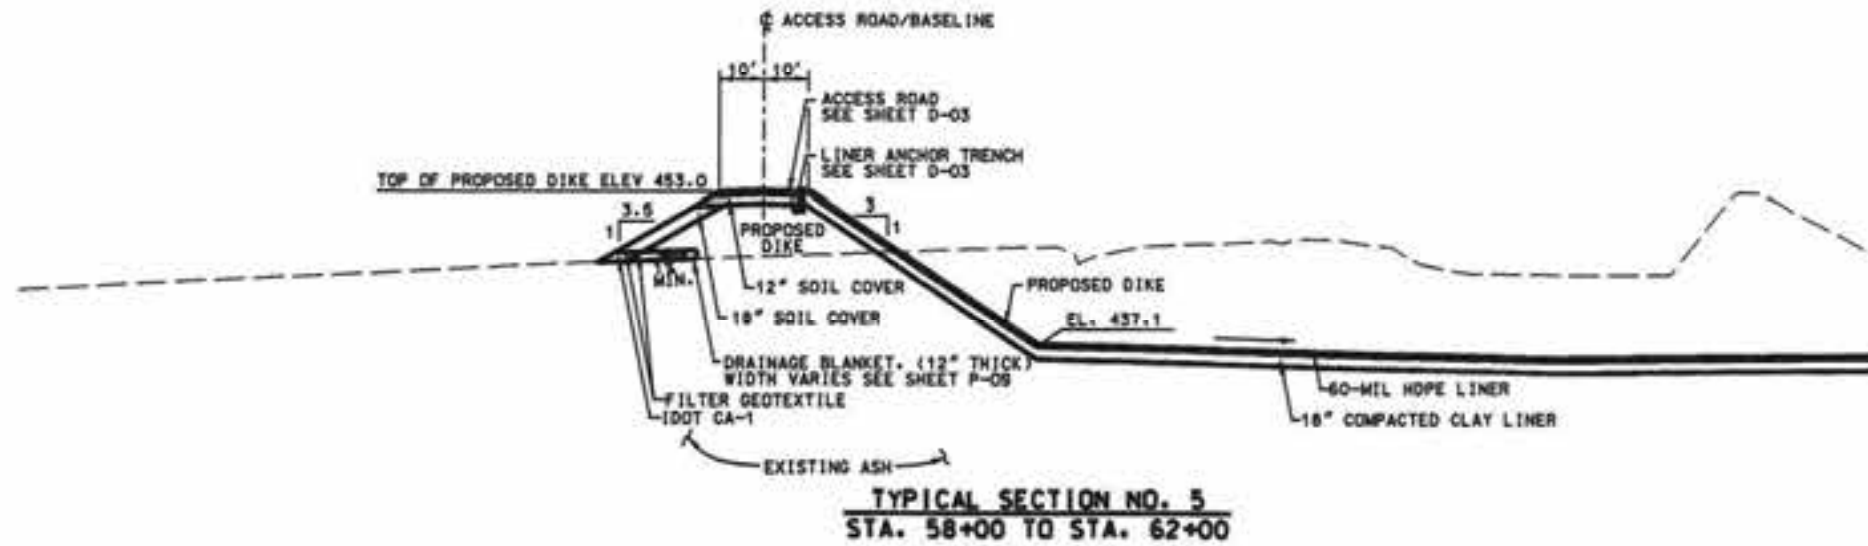 ℄ ACCESS ROAD/BASELINE
10' 10'
ACCESS ROAD
SEE SHEET D-03
LINER ANCHOR TRENCH
SEE SHEET D-03
TOP OF PROPOSED DIKE ELEV 453.0
3.5
1
3
1
PROPOSED
DIKE
MIN.
12" SOIL COVER
PROPOSED DIKE
18" SOIL COVER
EL. 437.1
DRAINAGE BLANKET. (12" THICK)
WIDTH VARIES SEE SHEET P-09
FILTER GEOTEXTILE
IDOT CA-1
60-MIL HDPE LINER
18" COMPACTED CLAY LINER
EXISTING ASH
TYPICAL SECTION NO. 5
STA. 58+00 TO STA. 62+00